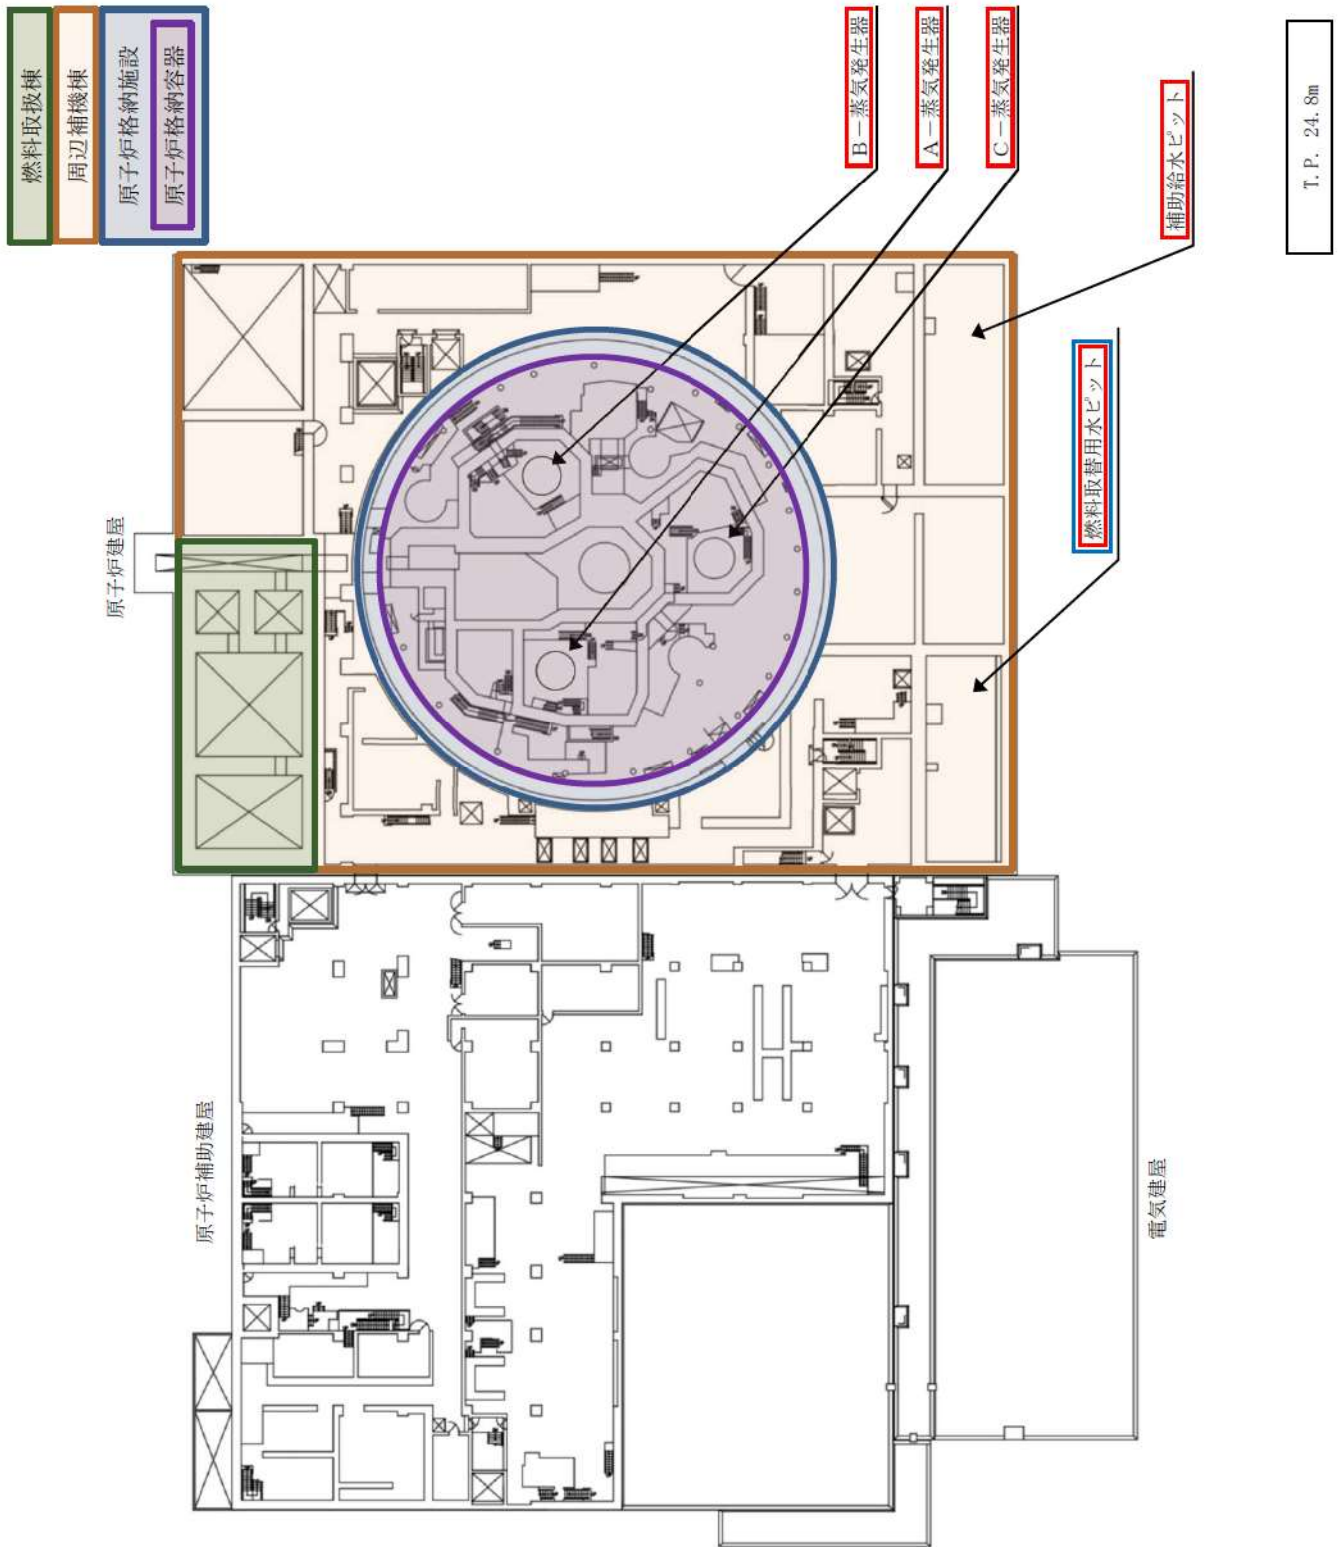 燃料取扱棟
周辺補機棟
原子炉格納施設
原子炉格納容器
B－蒸気発生器
A－蒸気発生器
C－蒸気発生器
補助給水ピット
燃料取替用水ピット
T.P. 24.8m
原子炉建屋
原子炉補助建屋
電気建屋